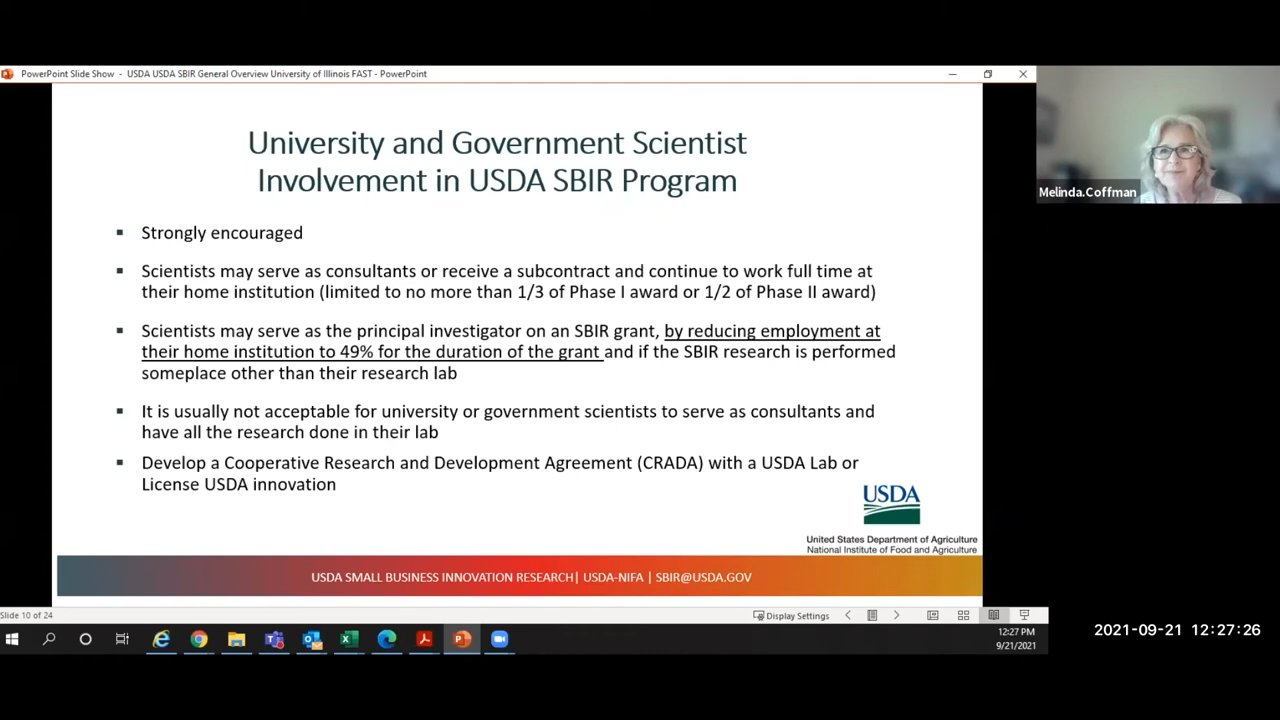 PowerPoint Slide Show - USDA USDA SBIR General Overview University of Illinois FAST - PowerPoint
University and Government Scientist
Involvement in USDA SBIR Program
▪ Strongly encouraged
▪ Scientists may serve as consultants or receive a subcontract and continue to work full time at
their home institution (limited to no more than 1/3 of Phase I award or 1/2 of Phase II award)
▪ Scientists may serve as the principal investigator on an SBIR grant, by reducing employment at
their home institution to 49% for the duration of the grant and if the SBIR research is performed
someplace other than their research lab
▪ It is usually not acceptable for university or government scientists to serve as consultants and
have all the research done in their lab
▪ Develop a Cooperative Research and Development Agreement (CRADA) with a USDA Lab or
License USDA innovation
USDA
United States Department of Agriculture
National Institute of Food and Agriculture
USDA SMALL BUSINESS INNOVATION RESEARCH| USDA-NIFA | SBIR@USDA.GOV
Melinda.Coffman
Slide 10 of 24
Display Settings
12:27 PM
9/21/2021
2021-09-21 12:27:26